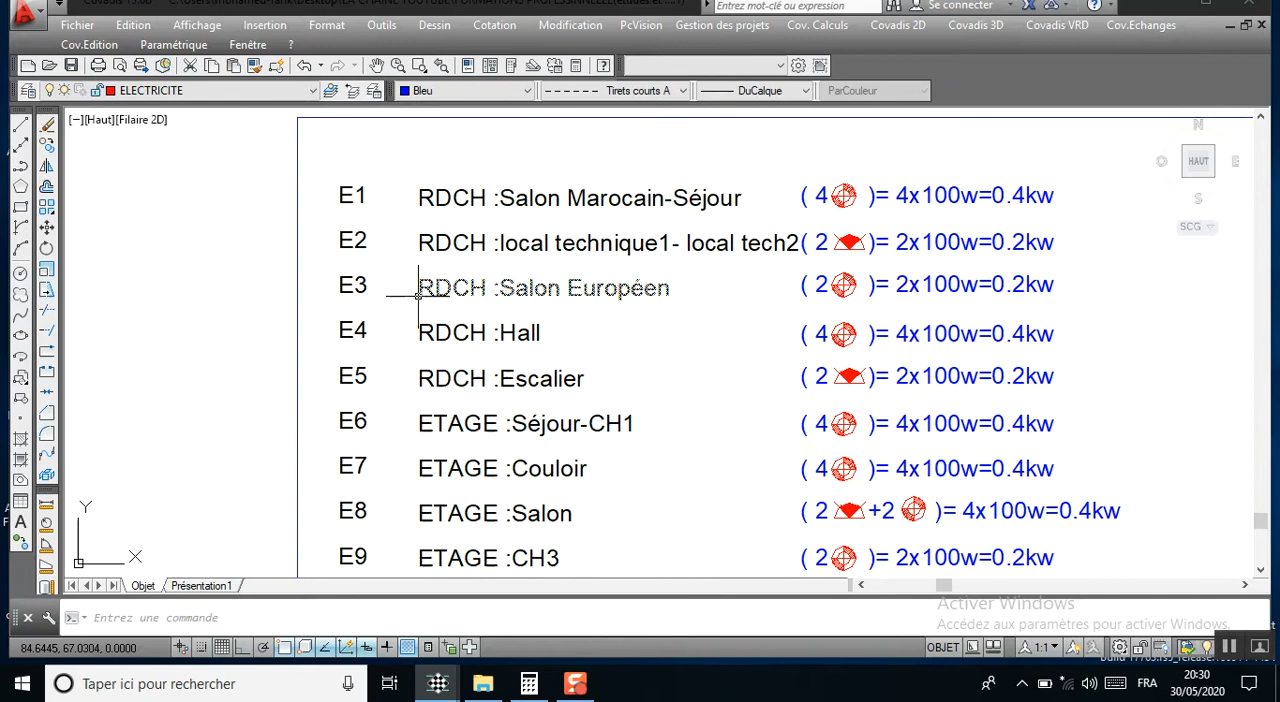 Se connecter
Entrez mot-clé ou expression
Fichier Edition Affichage Insertion Format Outils Dessin Cotation Modification PcVision Gestion des projets Cov. Calculs Covadis 2D Covadis 3D Covadis VRD Cov.Echanges
Cov.Edition Paramétrique Fenêtre ?
ELECTRICITE Bleu Tirets courts A DuCalque ParCouleur
[−][Haut][Filaire 2D]
N
O HAUT E
S
SCG
E1 RDCH :Salon Marocain-Séjour ( 4 )= 4x100w=0.4kw
E2 RDCH :local technique1- local tech2 ( 2 )= 2x100w=0.2kw
E3 RDCH :Salon Européen ( 2 )= 2x100w=0.2kw
E4 RDCH :Hall ( 4 )= 4x100w=0.4kw
E5 RDCH :Escalier ( 2 )= 2x100w=0.2kw
E6 ETAGE :Séjour-CH1 ( 4 )= 4x100w=0.4kw
E7 ETAGE :Couloir ( 4 )= 4x100w=0.4kw
E8 ETAGE :Salon ( 2 +2 )= 4x100w=0.4kw
E9 ETAGE :CH3 ( 2 )= 2x100w=0.2kw
Y
X
Objet Présentation1
Activer Windows
Accédez aux paramètres pour activer Windows.
Entrez une commande
84.6445, 67.0304, 0.0000 OBJET 1:1
Taper ici pour rechercher FRA 20:30
30/05/2020